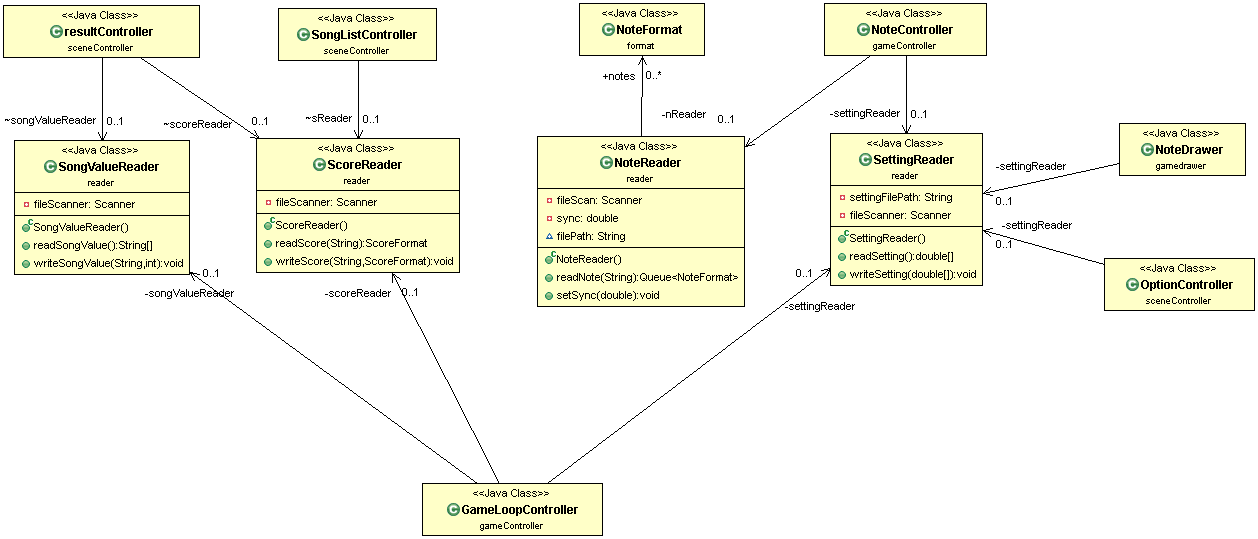 <<Java Class>>
resultController
sceneController
<<Java Class>>
SongListController
sceneController
<<Java Class>>
NoteFormat
format
<<Java Class>>
NoteController
gameController
+notes 0..*
~songValueReader 0..1
~scoreReader 0..1
~sReader 0..1
-nReader 0..1
-settingReader 0..1
<<Java Class>>
SongValueReader
reader
fileScanner: Scanner
SongValueReader()
readSongValue():String[]
writeSongValue(String,int):void
<<Java Class>>
ScoreReader
reader
fileScanner: Scanner
ScoreReader()
readScore(String):ScoreFormat
writeScore(String,ScoreFormat):void
<<Java Class>>
NoteReader
reader
fileScan: Scanner
sync: double
filePath: String
NoteReader()
readNote(String):Queue<NoteFormat>
setSync(double):void
<<Java Class>>
SettingReader
reader
settingFilePath: String
fileScanner: Scanner
SettingReader()
readSetting():double[]
writeSetting(double[]):void
<<Java Class>>
NoteDrawer
gamedrawer
-settingReader
0..1
-settingReader
0..1
<<Java Class>>
OptionController
sceneController
0..1
-songValueReader
-scoreReader 0..1
0..1
-settingReader
<<Java Class>>
GameLoopController
gameController